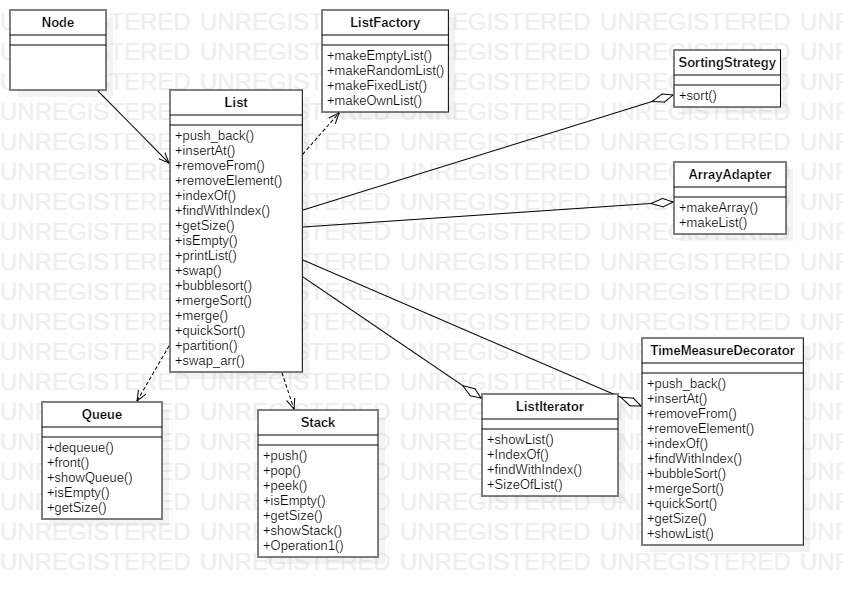 Node
ListFactory
+makeEmptyList()
+makeRandomList()
+makeFixedList()
+makeOwnList()
SortingStrategy
+sort()
List
+push_back()
+insertAt()
+removeFrom()
+removeElement()
+indexOf()
+findWithIndex()
+getSize()
+isEmpty()
+printList()
+swap()
+bubblesort()
+mergeSort()
+merge()
+quickSort()
+partition()
+swap_arr()
ArrayAdapter
+makeArray()
+makeList()
TimeMeasureDecorator
+push_back()
+insertAt()
+removeFrom()
+removeElement()
+indexOf()
+findWithIndex()
+bubbleSort()
+mergeSort()
+quickSort()
+getSize()
+showList()
ListIterator
+showList()
+IndexOf()
+findWithIndex()
+SizeOfList()
Queue
+dequeue()
+front()
+showQueue()
+isEmpty()
+getSize()
Stack
+push()
+pop()
+peek()
+isEmpty()
+getSize()
+showStack()
+Operation1()
UNREGISTERED